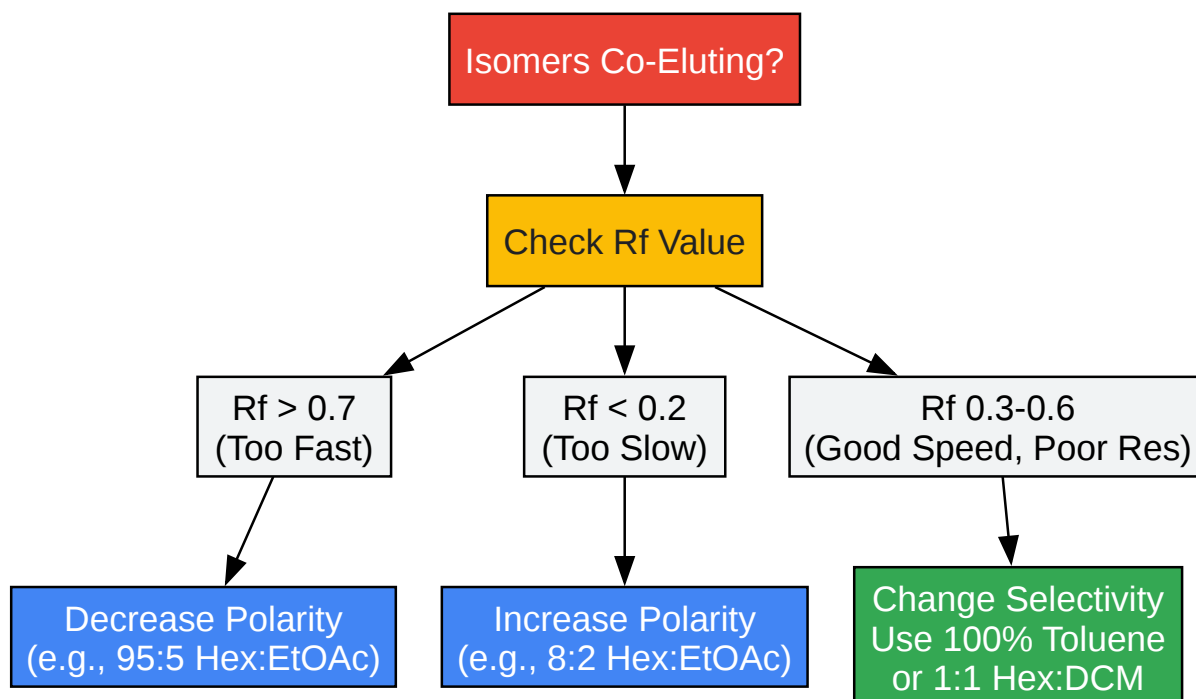 Isomers Co-Eluting?
Check Rf Value
Rf > 0.7
(Too Fast)
Rf < 0.2
(Too Slow)
Rf 0.3-0.6
(Good Speed, Poor Res)
Decrease Polarity
(e.g., 95:5 Hex:EtOAc)
Increase Polarity
(e.g., 8:2 Hex:EtOAc)
Change Selectivity
Use 100% Toluene
or 1:1 Hex:DCM